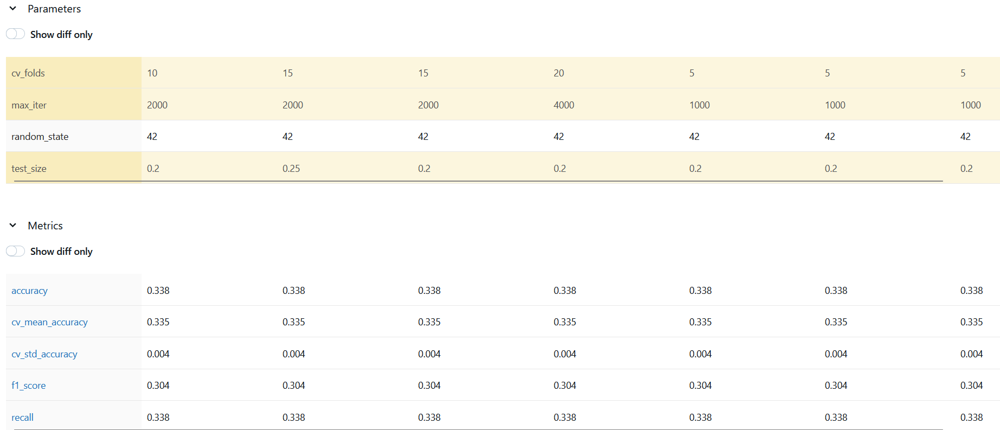 Parameters
Show diff only
cv_folds 10 15 15 20 5 5 5
max_iter 2000 2000 2000 4000 1000 1000 1000
random_state 42 42 42 42 42 42 42
test_size 0.2 0.25 0.2 0.2 0.2 0.2 0.2
Metrics
Show diff only
accuracy 0.338 0.338 0.338 0.338 0.338 0.338 0.338
cv_mean_accuracy 0.335 0.335 0.335 0.335 0.335 0.335 0.335
cv_std_accuracy 0.004 0.004 0.004 0.004 0.004 0.004 0.004
f1_score 0.304 0.304 0.304 0.304 0.304 0.304 0.304
recall 0.338 0.338 0.338 0.338 0.338 0.338 0.338